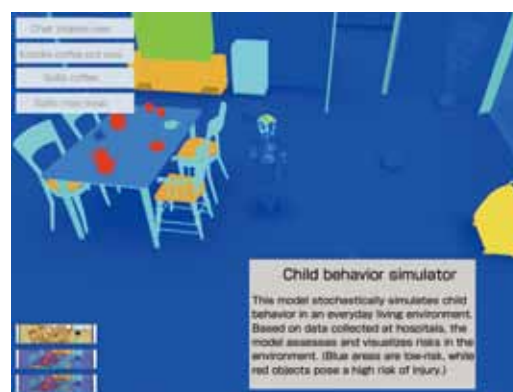 Child behavior simulator
This model stochastically simulates child
behavior in an everyday living environment.
Based on data collected at hospitals, the
model assesses and visualizes risks in the
environment. (Blue areas are low-risk, while
red objects pose a high risk of injury.)